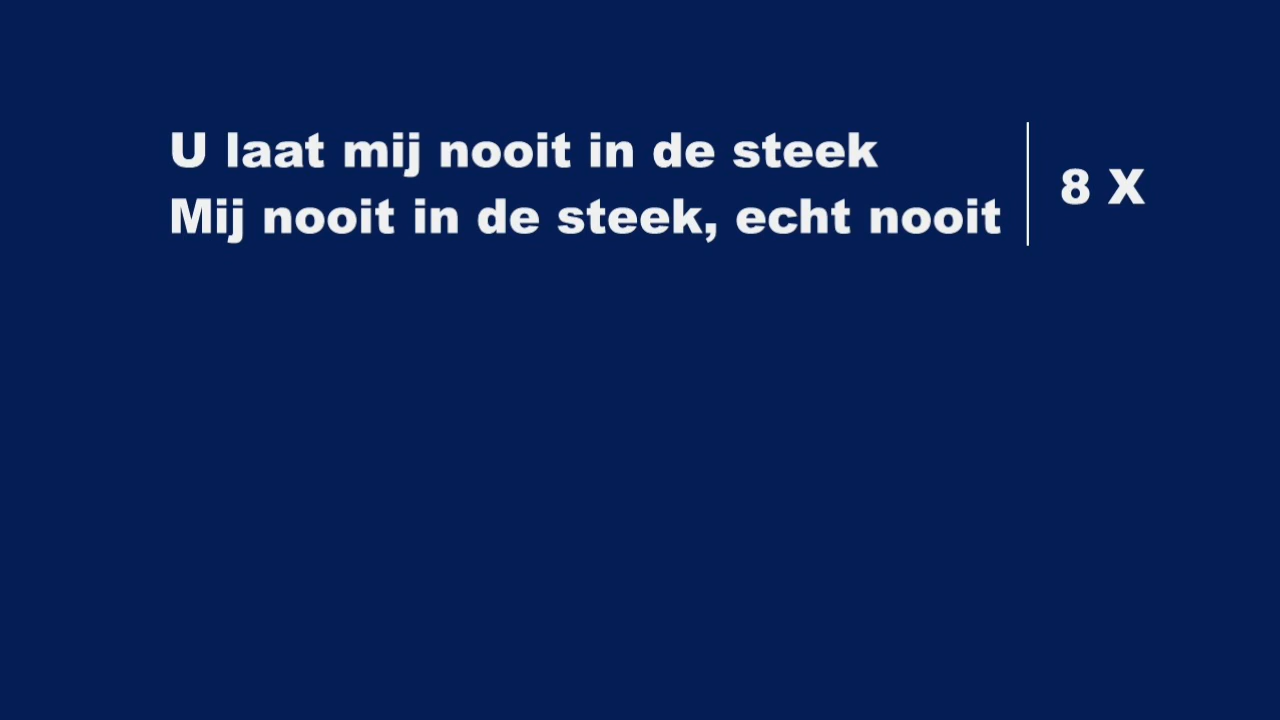 U laat mij nooit in de steek
Mij nooit in de steek, echt nooit
8 X